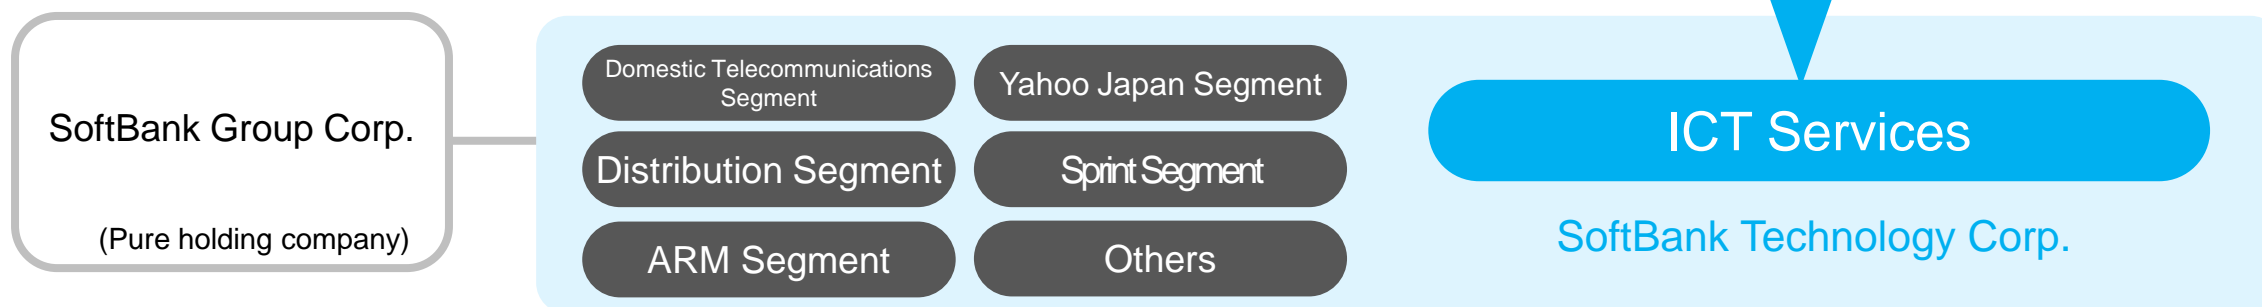 SoftBank Group Corp.
(Pure holding company)
Domestic Telecommunications
Segment
Yahoo Japan Segment
Distribution Segment
Sprint Segment
ARM Segment
Others
ICT Services
SoftBank Technology Corp.